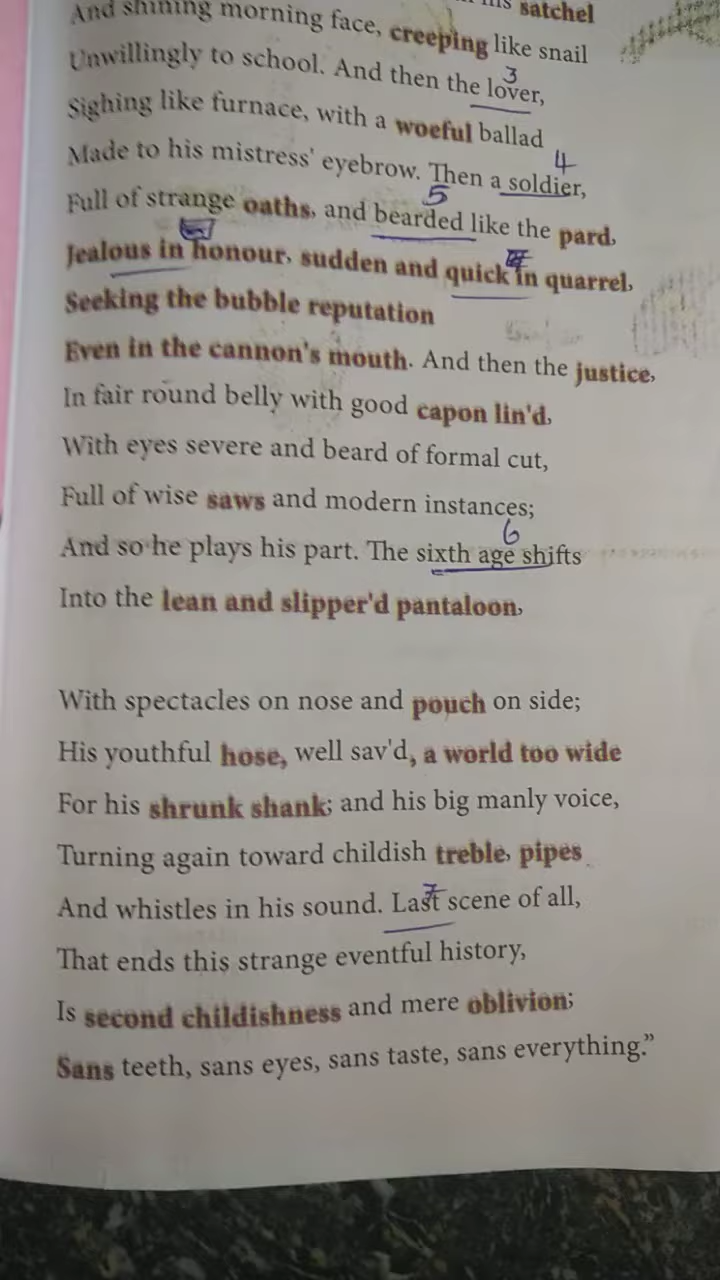 satchel
And shining morning face, creeping like snail
Unwillingly to school. And then the lover,
3
Sighing like furnace, with a woeful ballad
Made to his mistress' eyebrow. Then a soldier,
4
Full of strange oaths, and bearded like the pard,
5
Jealous in honour, sudden and quick in quarrel,
Seeking the bubble reputation
Even in the cannon's mouth. And then the justice,
In fair round belly with good capon lin'd,
With eyes severe and beard of formal cut,
Full of wise saws and modern instances;
And so he plays his part. The sixth age shifts
6
Into the lean and slipper'd pantaloon,
With spectacles on nose and pouch on side;
His youthful hose, well sav'd, a world too wide
For his shrunk shank; and his big manly voice,
Turning again toward childish treble, pipes
And whistles in his sound. Last scene of all,
7
That ends this strange eventful history,
Is second childishness and mere oblivion;
Sans teeth, sans eyes, sans taste, sans everything.”